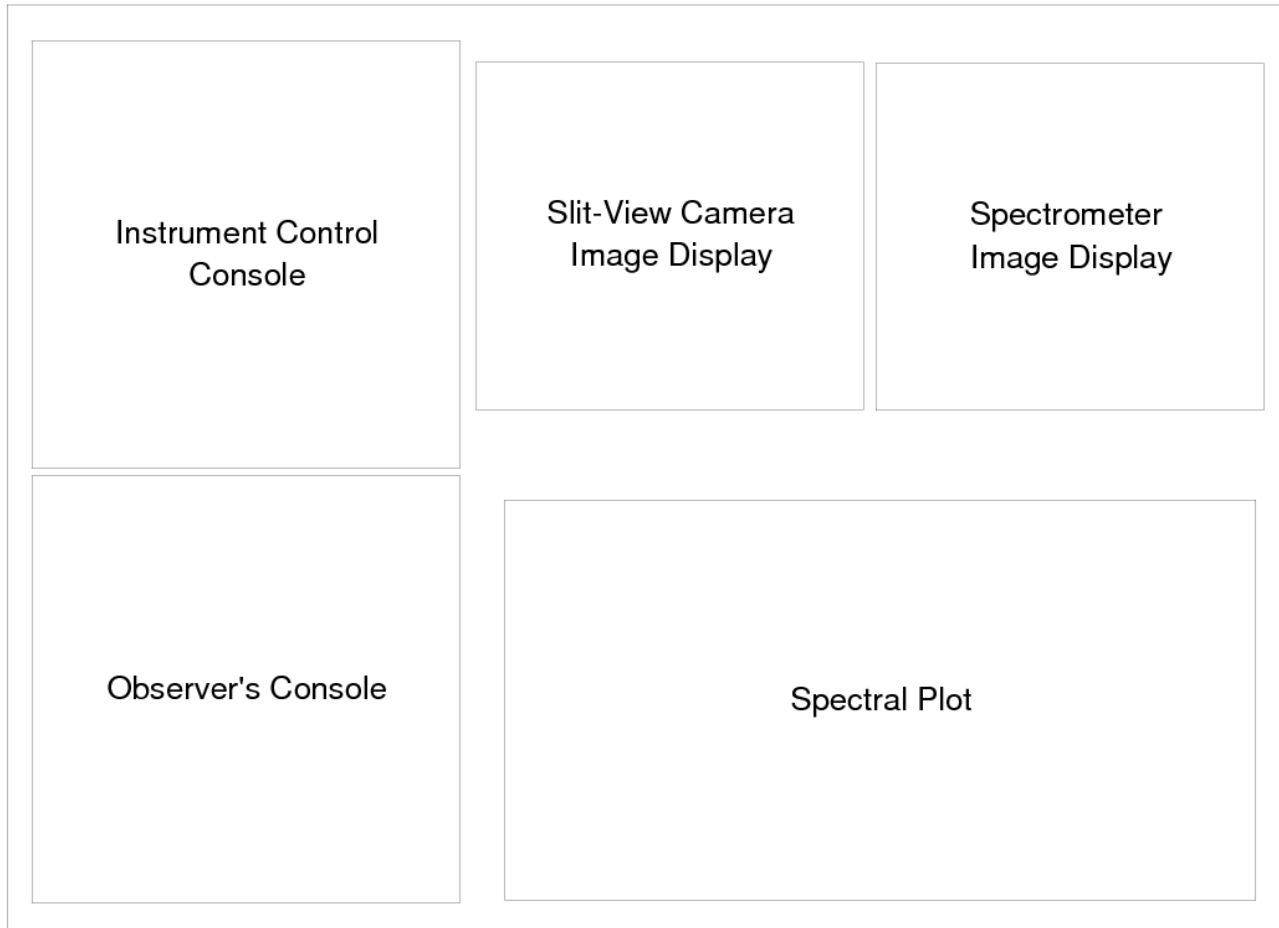 Instrument Control
Console
Slit-View Camera
Image Display
Spectrometer
Image Display
Observer's Console
Spectral Plot